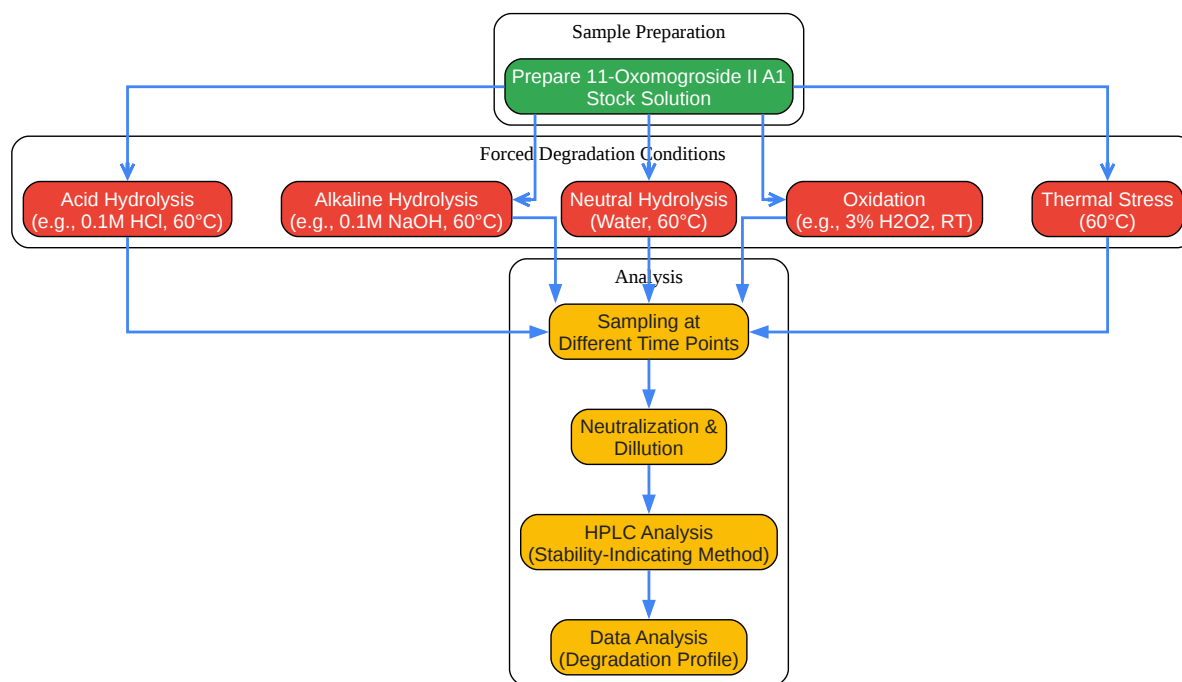 Sample Preparation
Prepare 11-Oxomogroside II A1
Stock Solution
Forced Degradation Conditions
Acid Hydrolysis
(e.g., 0.1M HCl, 60°C)
Alkaline Hydrolysis
(e.g., 0.1M NaOH, 60°C)
Neutral Hydrolysis
(Water, 60°C)
Oxidation
(e.g., 3% H2O2, RT)
Thermal Stress
(60°C)
Analysis
Sampling at
Different Time Points
Neutralization &
Dillution
HPLC Analysis
(Stability-Indicating Method)
Data Analysis
(Degradation Profile)